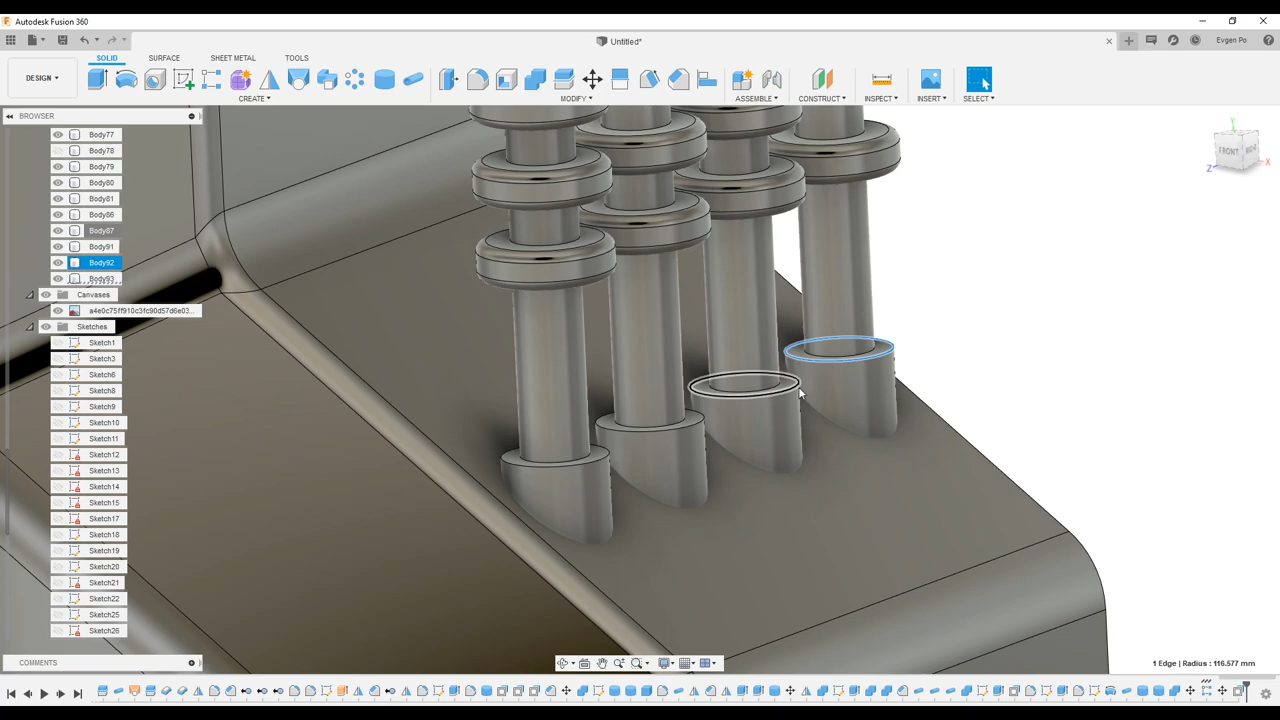 Autodesk Fusion 360
Untitled*
Evgen Po
SOLID SURFACE SHEET METAL TOOLS
DESIGN
CREATE MODIFY ASSEMBLE CONSTRUCT INSPECT INSERT SELECT
BROWSER
Body77
Body78
Body79
Body80
Body81
Body86
Body87
Body91
Body92
Body93
Canvases
a4e0c75ff910c3fc90d57d6e03...
Sketches
Sketch1
Sketch3
Sketch6
Sketch8
Sketch9
Sketch10
Sketch11
Sketch12
Sketch13
Sketch14
Sketch15
Sketch17
Sketch18
Sketch19
Sketch20
Sketch21
Sketch22
Sketch25
Sketch26
Y
FRONT
RIGHT
Z
X
COMMENTS
1 Edge | Radius : 116.577 mm